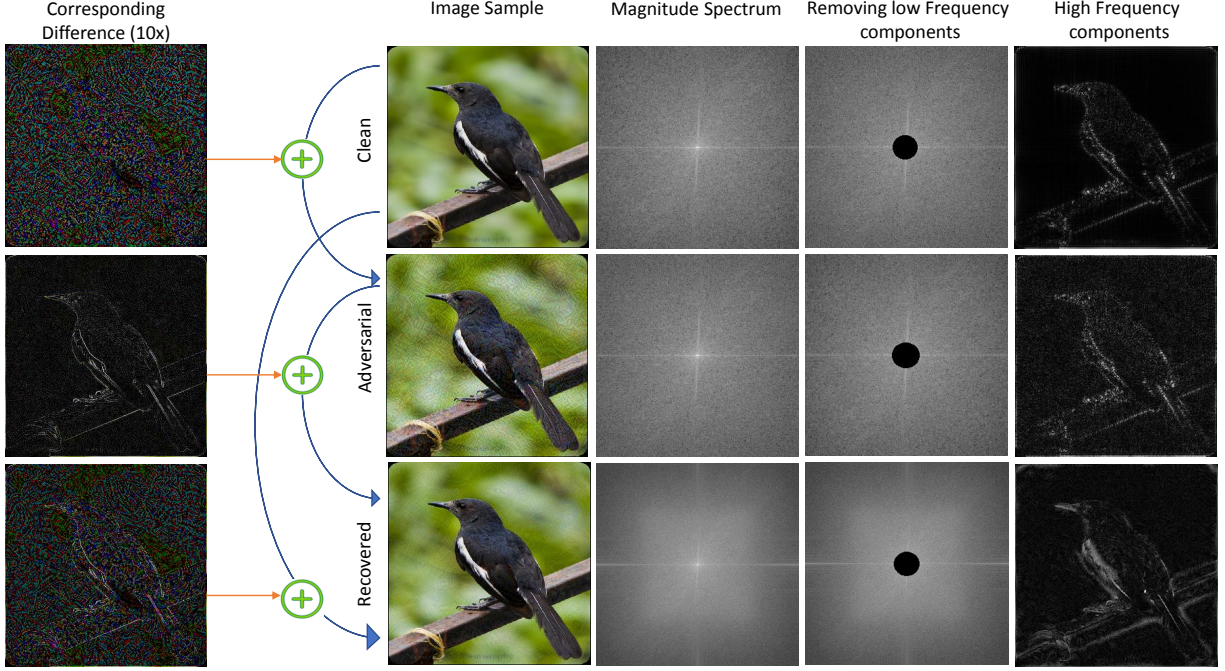 Corresponding
Difference (10x)
Image Sample
Magnitude Spectrum
Removing low Frequency
components
High Frequency
components
Clean
Adversarial
Recovered